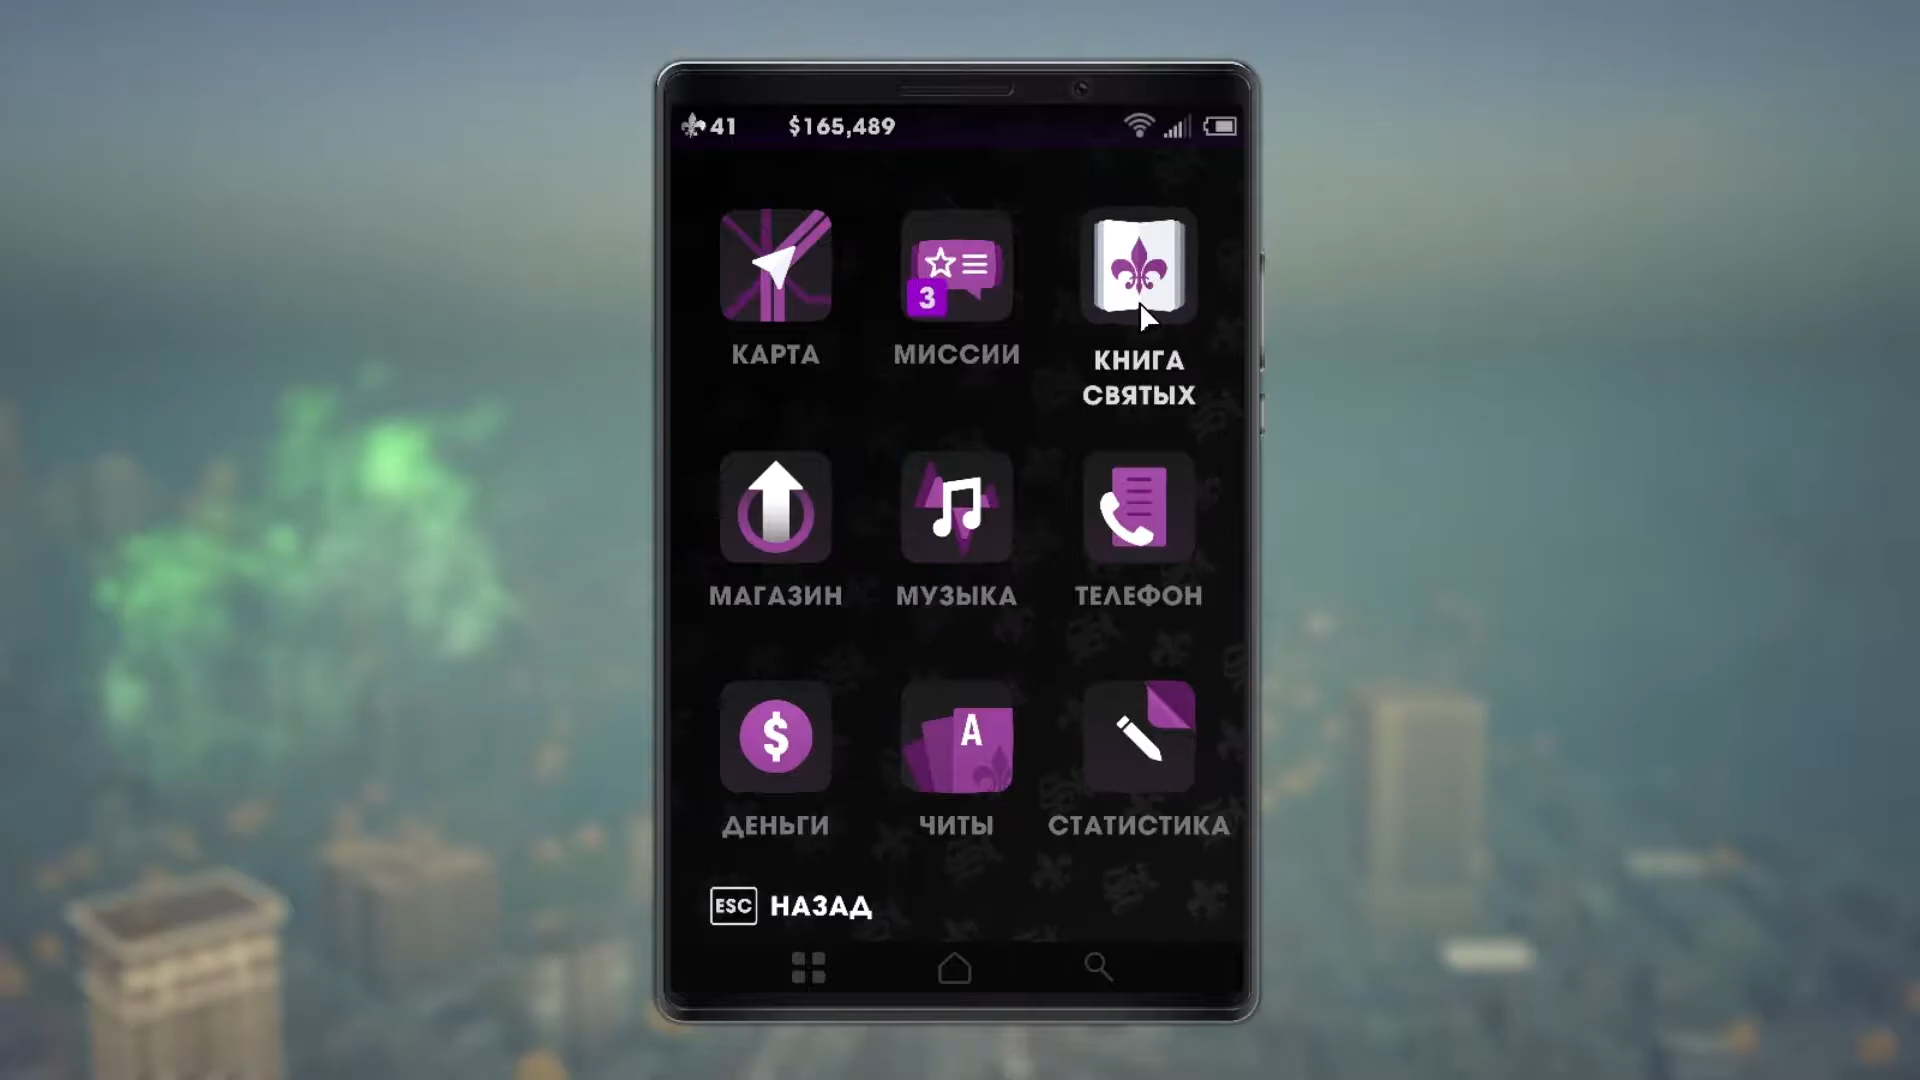 41 $165,489
3
КАРТА МИССИИ КНИГА
СВЯТЫХ
МАГАЗИН МУЗЫКА ТЕЛЕФОН
$ A
ДЕНЬГИ ЧИТЫ СТАТИСТИКА
ESC НАЗАД